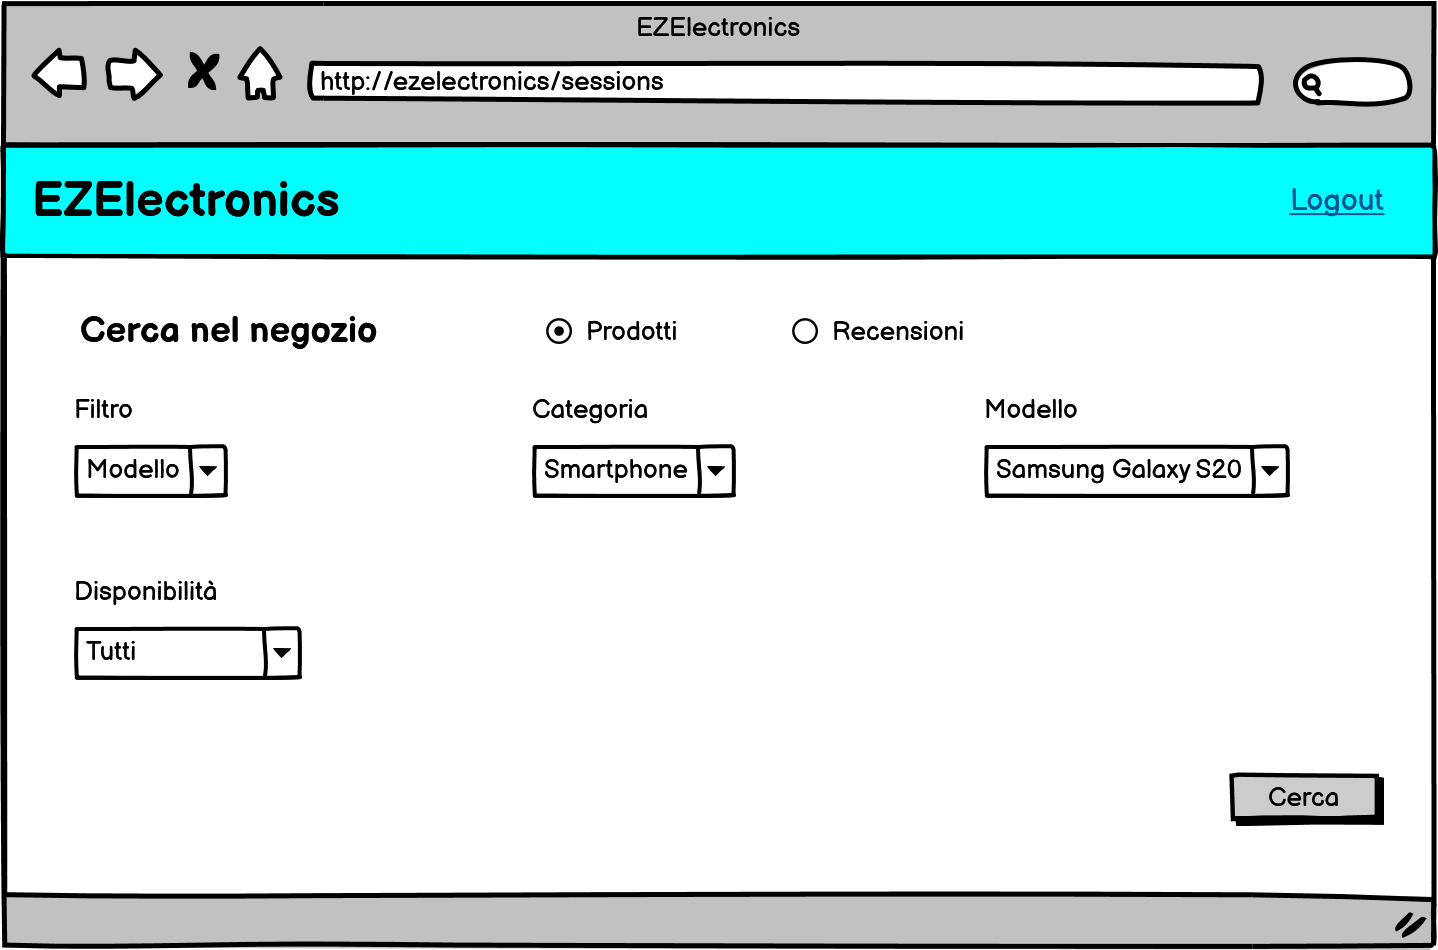 EZElectronics
http://ezelectronics/sessions
EZElectronics
Logout
Cerca nel negozio
Prodotti
Recensioni
Filtro
Categoria
Modello
Modello
Smartphone
Samsung Galaxy S20
Disponibilità
Tutti
Cerca